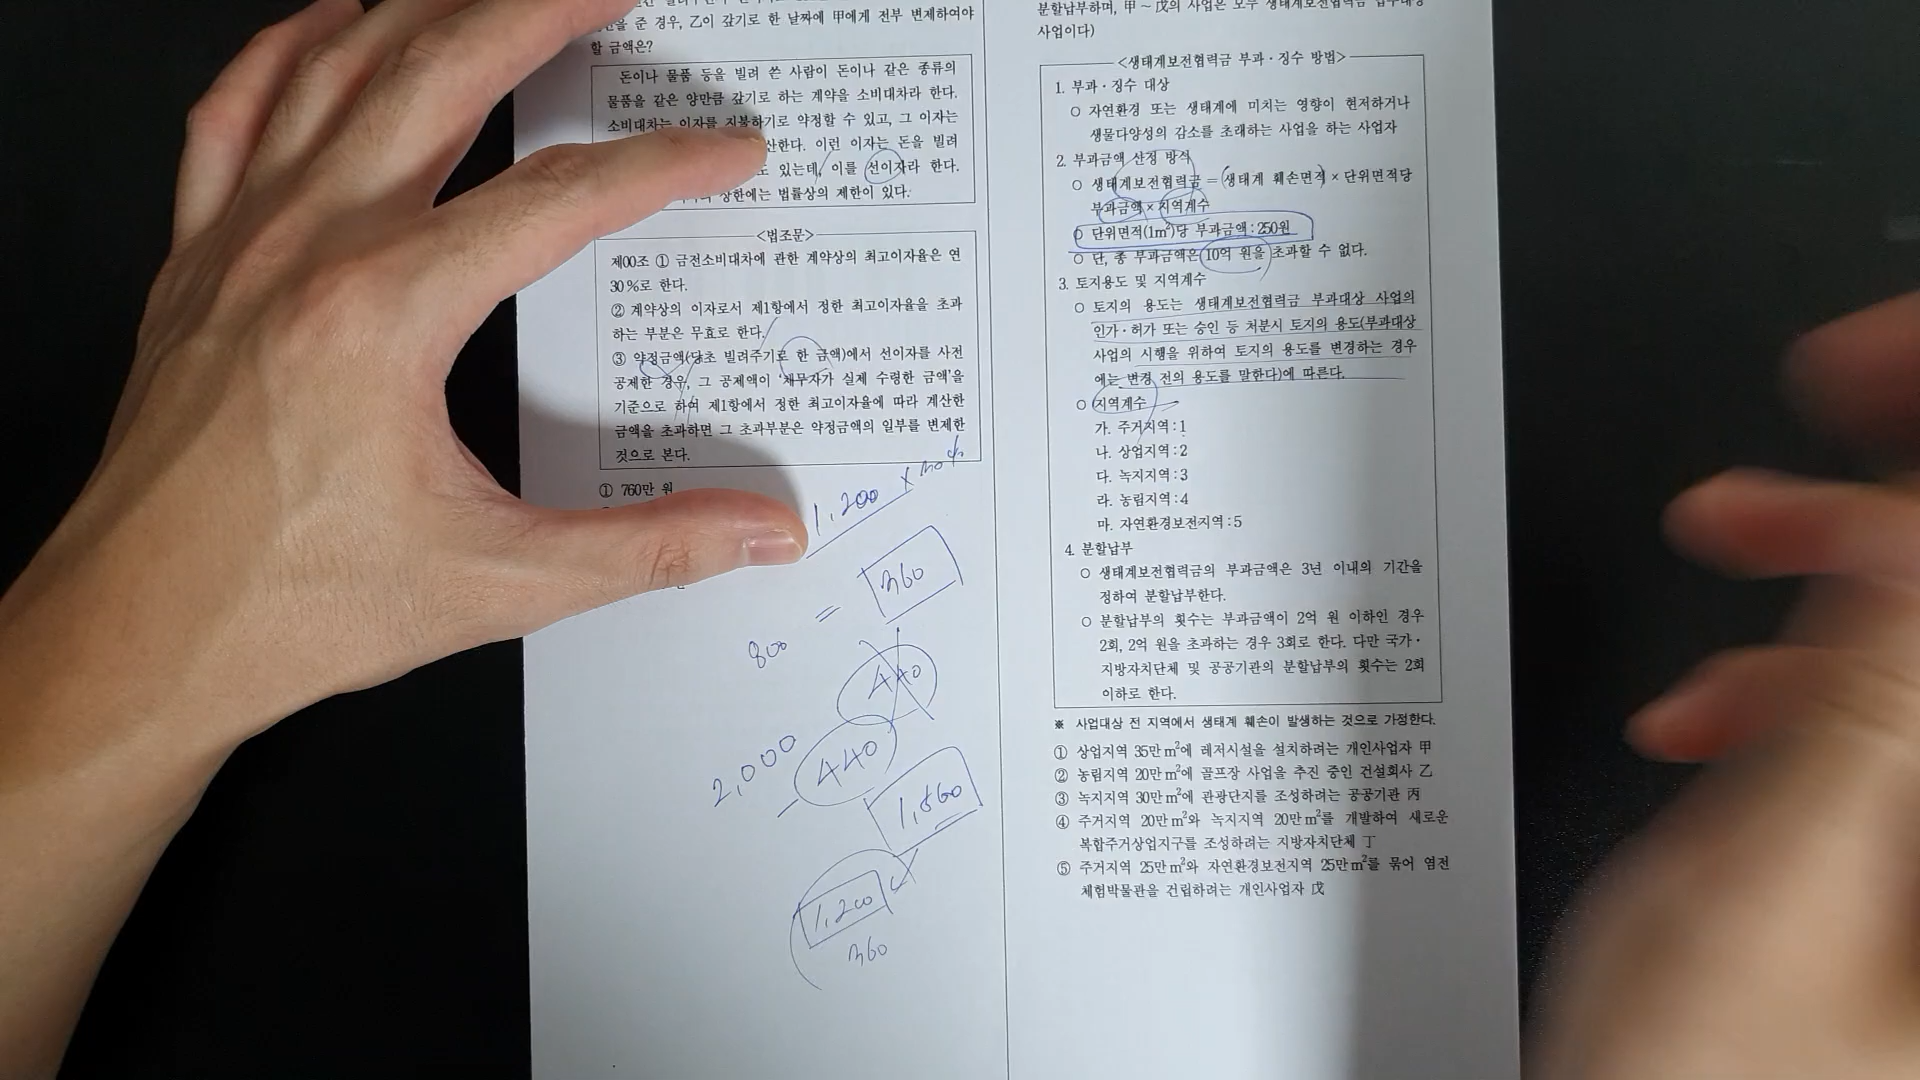 을 준 경우, 乙이 갚기로 한 날짜에 甲에게 전부 변제하여야
할 금액은?
돈이나 물품 등을 빌려 쓴 사람이 돈이나 같은 종류의
물품을 같은 양만큼 갚기로 하는 계약을 소비대차라 한다.
소비대차는 이자를 지불하기로 약정할 수 있고, 그 이자는
산한다. 이런 이자는 돈을 빌려
있는데, 이를 선이자라 한다.
상한에는 법률상의 제한이 있다.
<법조문>
제00조 ① 금전소비대차에 관한 계약상의 최고이자율은 연
30%로 한다.
② 계약상의 이자로서 제1항에서 정한 최고이자율을 초과
하는 부분은 무효로 한다.
③ 약정금액(당초 빌려주기로 한 금액)에서 선이자를 사전
공제한 경우, 그 공제액이 ‘채무자가 실제 수령한 금액’을
기준으로 하여 제1항에서 정한 최고이자율에 따라 계산한
금액을 초과하면 그 초과부분은 약정금액의 일부를 변제한
것으로 본다.
① 760만 원
1,200 ×
= 360
800
440
2,000
- 440
1,560
1,200
360
분할납부하며, 甲～戊의 사업은 모두 생태계보전협력금 납부대상
사업이다)
<생태계보전협력금 부과·징수 방법>
1. 부과·징수 대상
○ 자연환경 또는 생태계에 미치는 영향이 현저하거나
생물다양성의 감소를 초래하는 사업을 하는 사업자
2. 부과금액 산정 방식
○ 생태계보전협력금 = 생태계 훼손면적 × 단위면적당
부과금액 × 지역계수
○ 단위면적(1m²)당 부과금액 : 250원
○ 단, 총 부과금액은 10억 원을 초과할 수 없다.
3. 토지용도 및 지역계수
○ 토지의 용도는 생태계보전협력금 부과대상 사업의
인가·허가 또는 승인 등 처분시 토지의 용도(부과대상
사업의 시행을 위하여 토지의 용도를 변경하는 경우
에는 변경 전의 용도를 말한다)에 따른다.
○ 지역계수
가. 주거지역 : 1
나. 상업지역 : 2
다. 녹지지역 : 3
라. 농림지역 : 4
마. 자연환경보전지역 : 5
4. 분할납부
○ 생태계보전협력금의 부과금액은 3년 이내의 기간을
정하여 분할납부한다.
○ 분할납부의 횟수는 부과금액이 2억 원 이하인 경우
2회, 2억 원을 초과하는 경우 3회로 한다. 다만 국가·
지방자치단체 및 공공기관의 분할납부의 횟수는 2회
이하로 한다.
※ 사업대상 전 지역에서 생태계 훼손이 발생하는 것으로 가정한다.
① 상업지역 35만 m²에 레저시설을 설치하려는 개인사업자 甲
② 농림지역 20만 m²에 골프장 사업을 추진 중인 건설회사 乙
③ 녹지지역 30만 m²에 관광단지를 조성하려는 공공기관 丙
④ 주거지역 20만 m²와 녹지지역 20만 m²를 개발하여 새로운
복합주거상업지구를 조성하려는 지방자치단체 丁
⑤ 주거지역 25만 m²와 자연환경보전지역 25만 m²를 묶어 염전
체험박물관을 건립하려는 개인사업자 戊